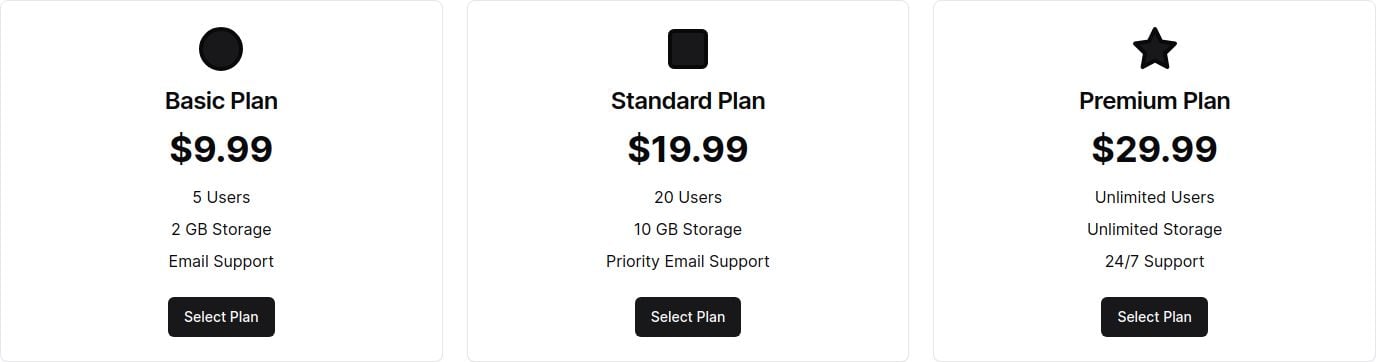 Basic Plan
$9.99
5 Users
2 GB Storage
Email Support
Select Plan
Standard Plan
$19.99
20 Users
10 GB Storage
Priority Email Support
Select Plan
Premium Plan
$29.99
Unlimited Users
Unlimited Storage
24/7 Support
Select Plan